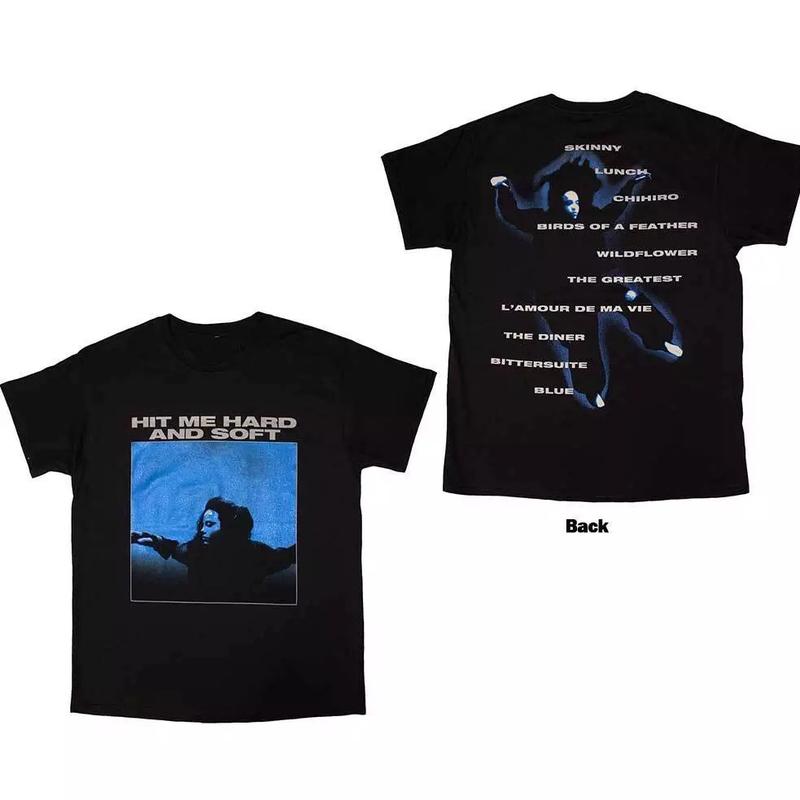 HIT ME HARD
AND SOFT
SKINNY
LUNCH
CHIHIRO
BIRDS OF A FEATHER
WILDFLOWER
THE GREATEST
L'AMOUR DE MA VIE
THE DINER
BITTERSUITE
BLUE
Back